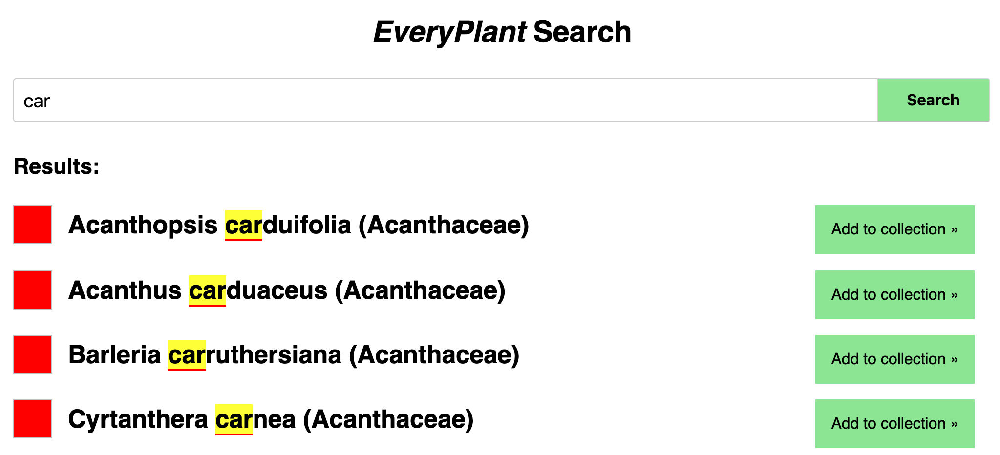 EveryPlant Search
car
Search
Results:
Acanthopsis carduifolia (Acanthaceae)
Add to collection »
Acanthus carduaceus (Acanthaceae)
Add to collection »
Barleria carruthersiana (Acanthaceae)
Add to collection »
Cyrtanthera carnea (Acanthaceae)
Add to collection »